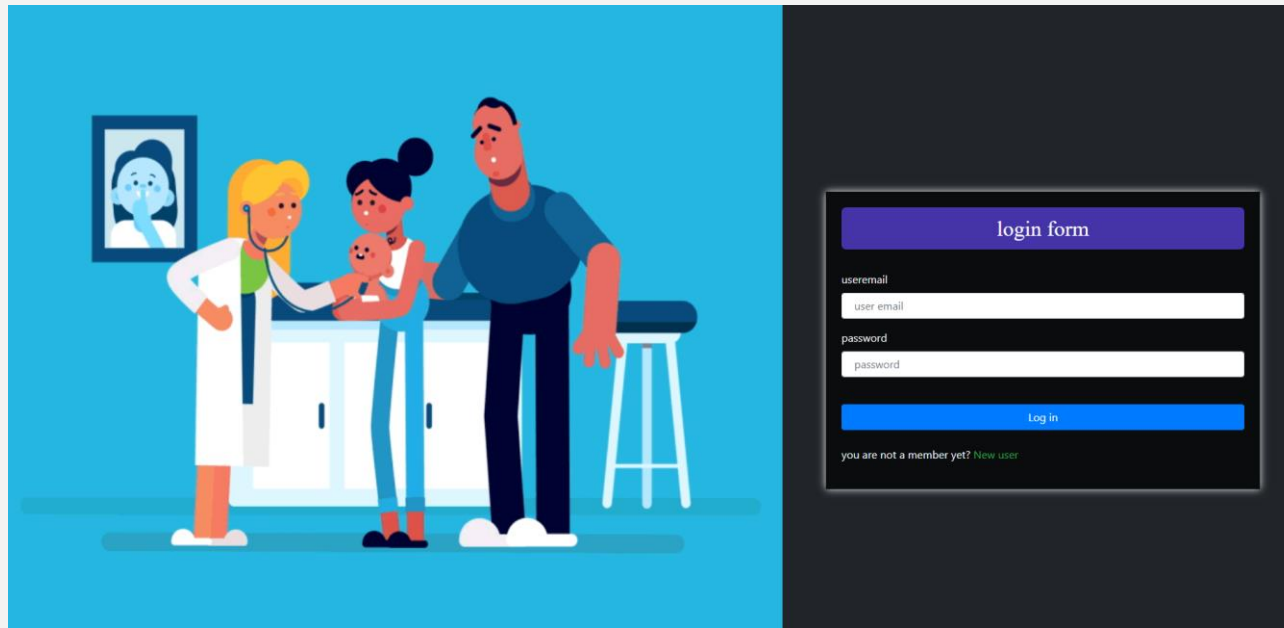 login form
useremail
user email
password
password
Log in
you are not a member yet? New user